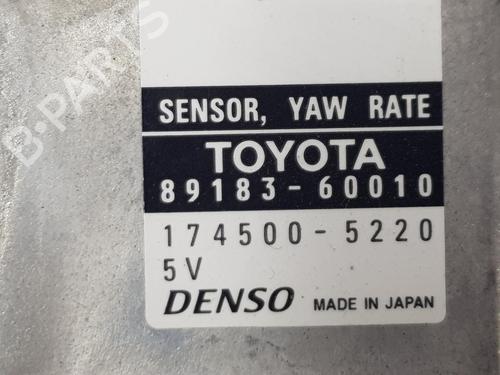 SENSOR, YAW RATE
TOYOTA
89183-60010
174500-5220
5V
DENSO MADE IN JAPAN
B-PARTS